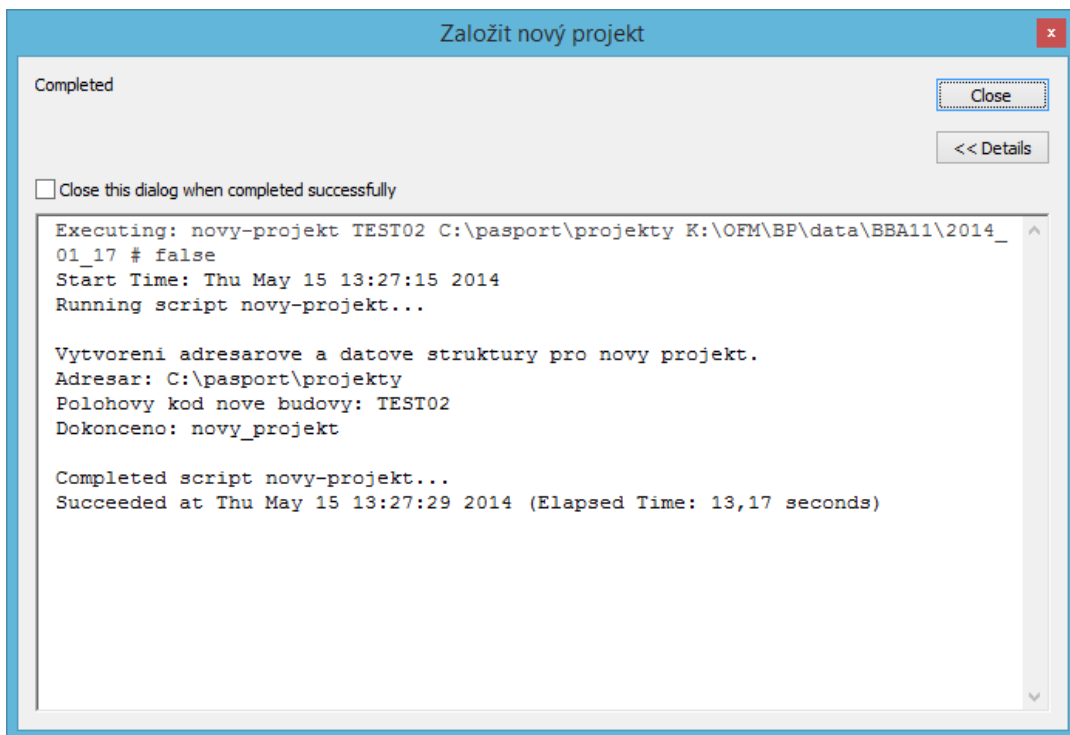 Založit nový projekt
x
Completed
Close
<< Details
Close this dialog when completed successfully
Executing: novy-projekt TEST02 C:\pasport\projekty K:\OFM\BP\data\BBA11\2014_
01_17 # false
Start Time: Thu May 15 13:27:15 2014
Running script novy-projekt...
Vytvoreni adresarove a datove struktury pro novy projekt.
Adresar: C:\pasport\projekty
Polohovy kod nove budovy: TEST02
Dokonceno: novy_projekt
Completed script novy-projekt...
Succeeded at Thu May 15 13:27:29 2014 (Elapsed Time: 13,17 seconds)